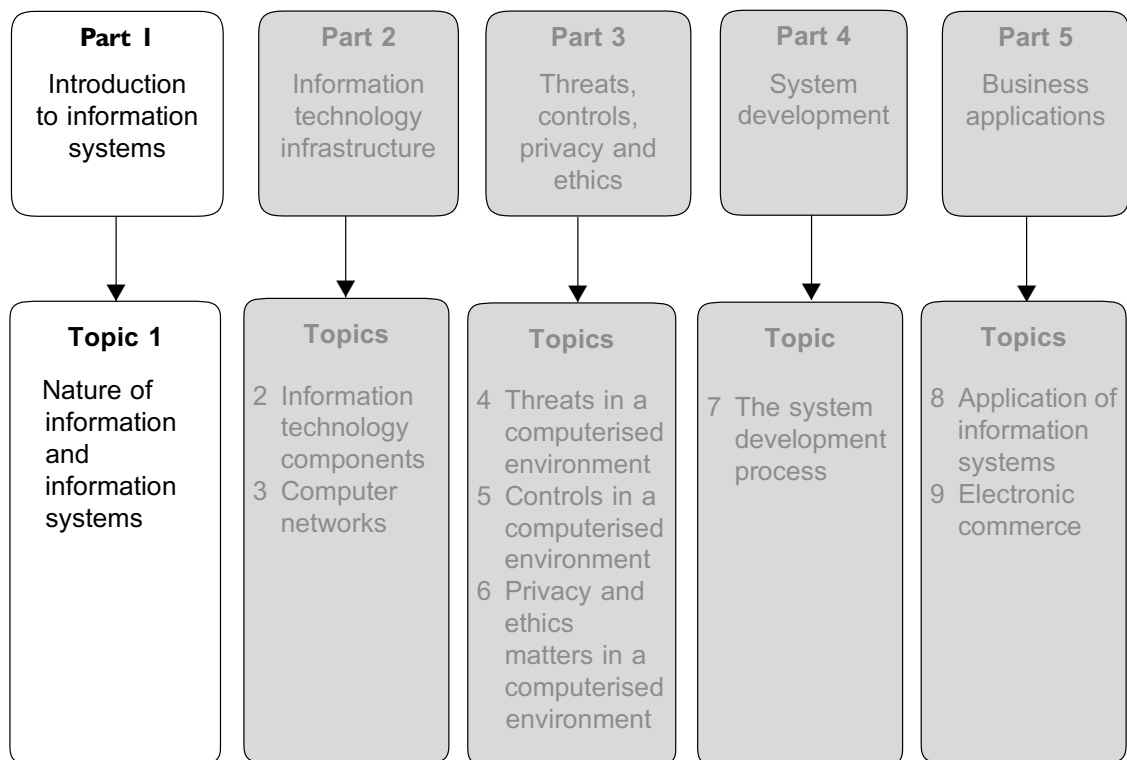 Part 1
Introduction
to information
systems
Part 2
Information
technology
infrastructure
Part 3
Threats,
controls,
privacy and
ethics
Part 4
System
development
Part 5
Business
applications
Topic 1
Nature of
information
and
information
systems
Topics
2 Information
technology
components
3 Computer
networks
Topics
4 Threats in a
computerised
environment
5 Controls in a
computerised
environment
6 Privacy and
ethics
matters in a
computerised
environment
Topic
7 The system
development
process
Topics
8 Application of
information
systems
9 Electronic
commerce